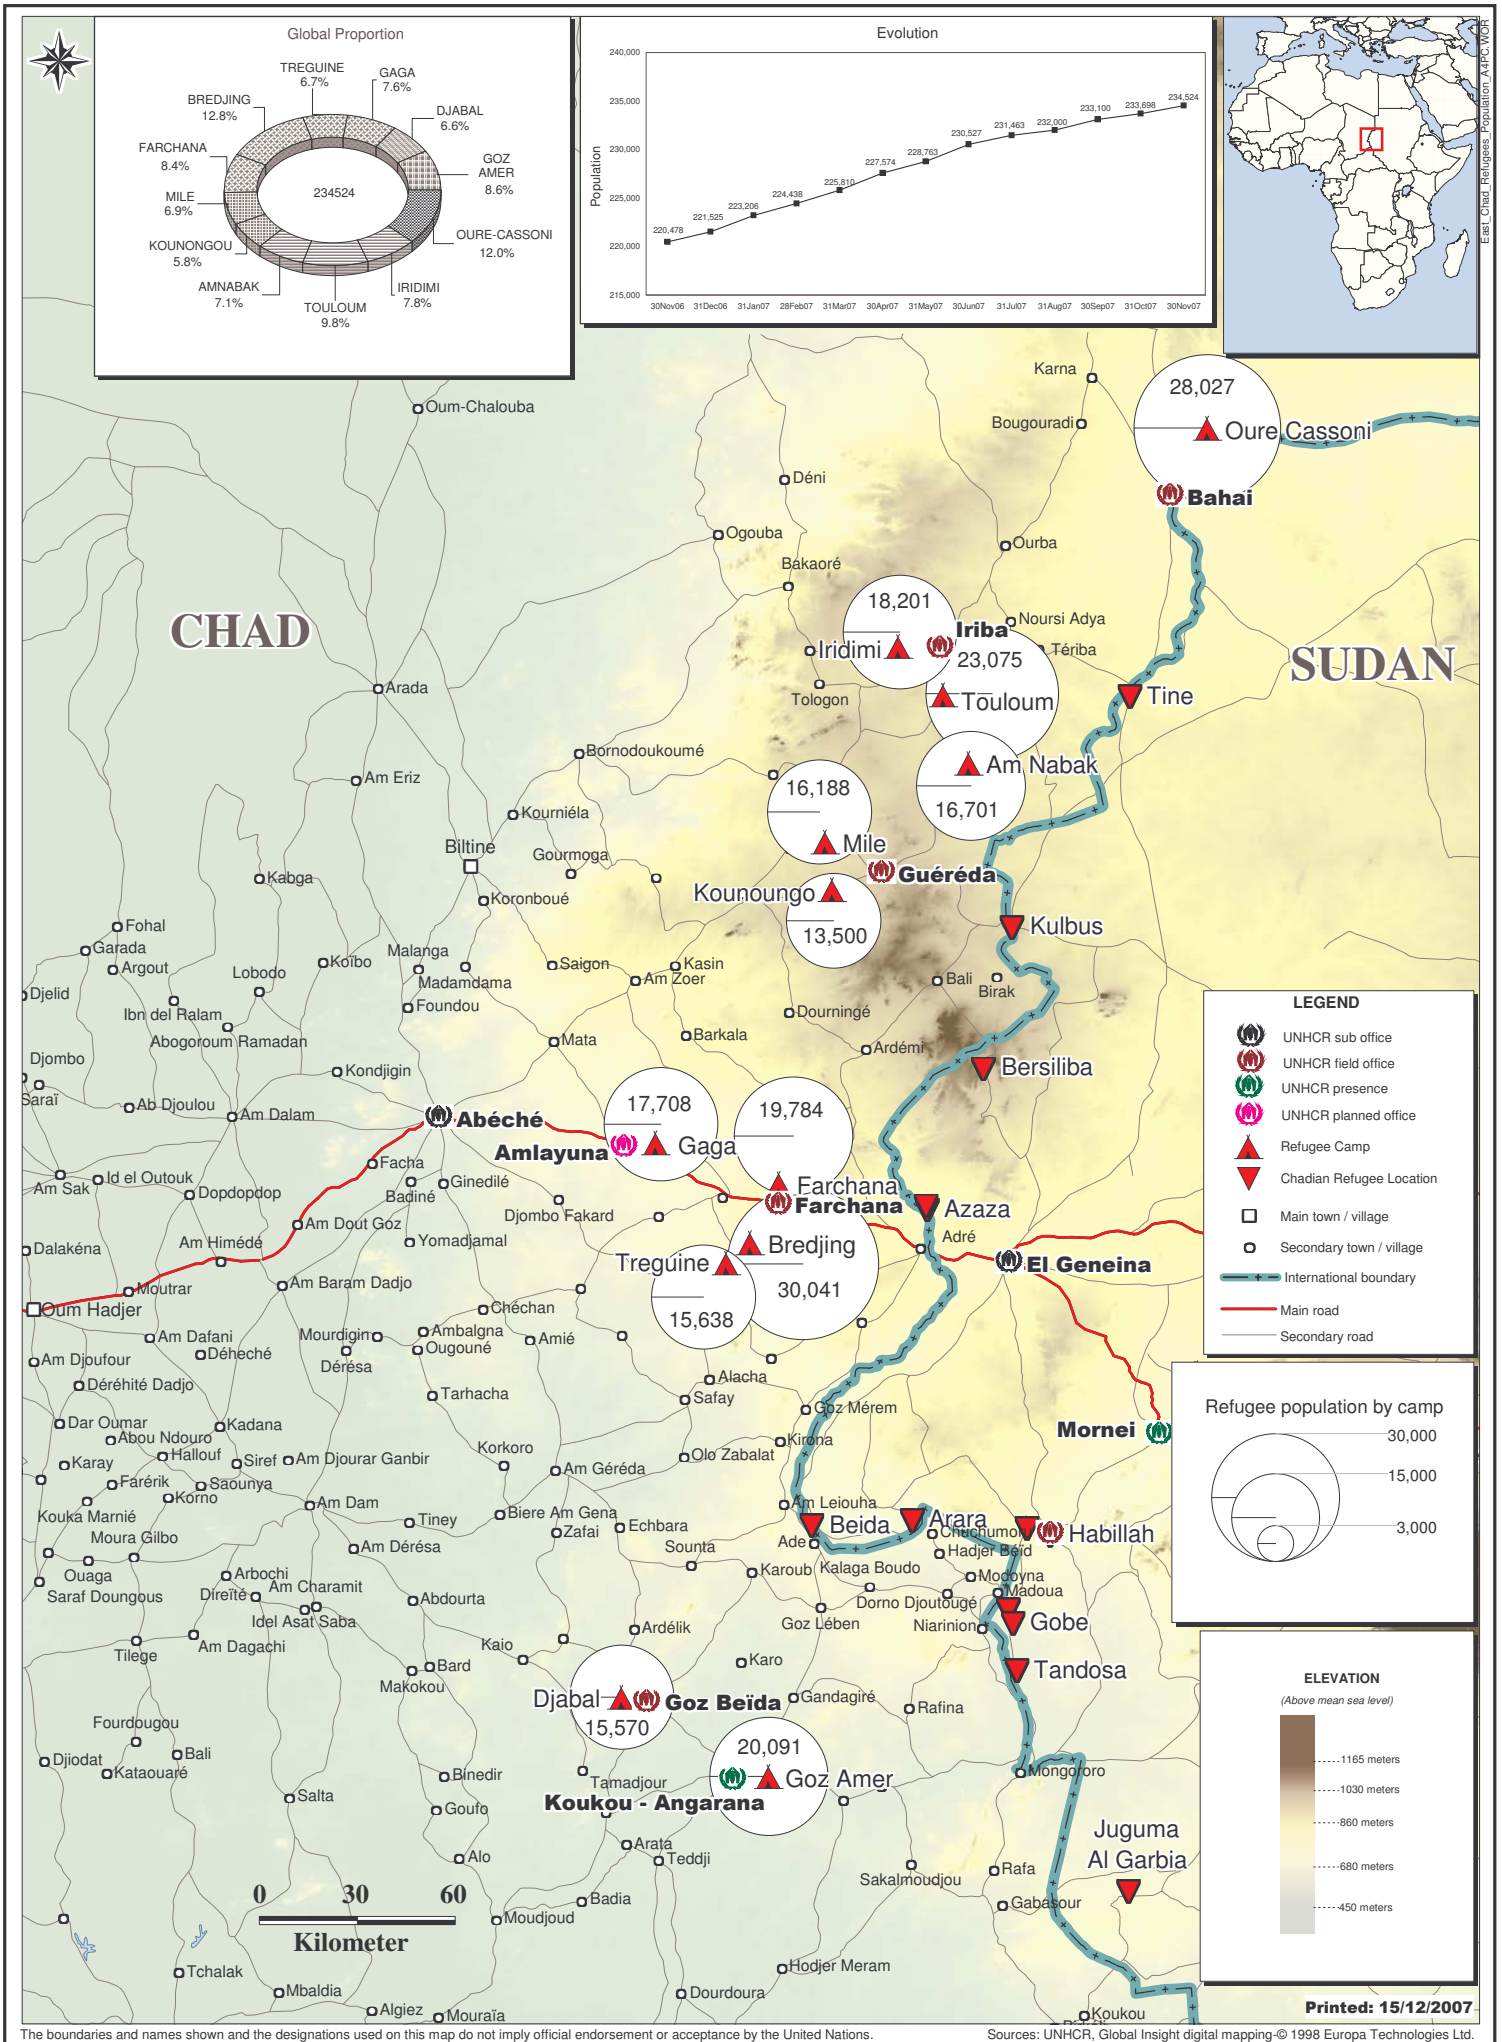 Global Proportion
TREGUINE
6.7%
GAGA
7.6%
BREDJING
12.8%
DJABAL
6.6%
FARCHANA
8.4%
GOZ
AMER
8.6%
MILE
6.9%
234524
KOUNONGOU
5.8%
OURE-CASSONI
12.0%
AMNABAK
7.1%
IRIDIMI
7.8%
TOULOUM
9.8%
Evolution
Population
240,000
235,000
230,000
225,000
220,000
215,000
220,478
221,525
223,206
224,438
225,810
227,574
228,763
230,527
231,463
232,000
233,100
233,698
234,524
30Nov06 31Dec06 31Jan07 28Feb07 31Mar07 30Apr07 31May07 30Jun07 31Jul07 31Aug07 30Sep07 31Oct07 30Nov07
East_Chad_Refugees_Population_A4PC.WOR
Karna
28,027
Oum-Chalouba
Bougouradi
Oure Cassoni
Déni
Bahai
Ogouba
Ourba
Bakaoré
18,201
CHAD
Noursi Adya
Iriba
Iridimi
23,075
Tériba
SUDAN
Arada
Tologon
Touloum
Tine
Bornodoukoumé
Am Eriz
Am Nabak
16,188
16,701
Kourniéla
Biltine
Gourmoga
Mile
Guéréda
Kabga
Koronboué
Kounoungo
Fohal
13,500
Kulbus
Garada
Malanga
Argout
Lobodo
Koïbo
Saigon
Kasin
Madamdama
Am Zoer
Bali
Birak
Djelid
Ibn del Ralam
Foundou
Dourningé
Abogoroum Ramadan
Mata
Barkala
Ardémi
Djombo
Kondjigin
Bersiliba
Saraï
Ab Djoulou
Am Dalam
Abéché
17,708
19,784
Amlayuna
Gaga
Facha
Am Sak
Id el Outouk
Dopdopdop
Badiné
Ginedilé
Farchana
Farchana
Djombo Fakard
Azaza
Am Dout Goz
Adré
Dalakéna
Am Himédé
Yomadjamal
Bredjing
Treguine
El Geneina
Moutrar
Am Baram Dadjo
30,041
Oum Hadjer
Chéchan
15,638
Am Dafani
Mourdigin
Ambalgna
Amié
Déheché
Ougouné
Am Djoufour
Dérésa
Déréhité Dadjo
Tarhacha
Alacha
Safay
Goz Mérem
Dar Oumar
Kadana
Abou Ndouro
Kirona
Mornei
Karay
Hallouf
Siref
Am Djourar Ganbir
Korkoro
Olo Zabalat
Farérik
Saounya
Am Géréda
Korno
Kouka Marnié
Am Dam
Am Leiouha
Moura Gilbo
Tiney
Biere Am Gena
Echbara
Beida
Arara
Zafai
Chuchumoru
Habillah
Ade
Am Dérésa
Sounta
Hadjer Beïd
Ouaga
Arbochi
Karoub
Kalaga Boudo
Modoyna
Saraf Doungous
Direïté
Am Charamit
Abdourta
Dorno Djoutougé
Madoua
Idel Asat Saba
Goz Lében
Niarinion
Gobe
Ardélik
Tilege
Am Dagachi
Kaio
Bard
Karo
Tandosa
Makokou
Djabal
Goz Beïda
Gandagiré
15,570
Rafina
Fourdougou
20,091
Djiodat
Bali
Kataouaré
Binedir
Tamadjour
Goz Amer
Mongororo
Salta
Goufo
Koukou - Angarana
Juguma
Al Garbia
Arata
Alo
Teddji
Sakalmoudjou
Rafa
Badia
Gabasour
Moudjoud
0 30 60
Kilometer
Tchalak
Hodjer Meram
Mbaldia
Dourdoura
Algiez
Mouraïa
Koukou
LEGEND
UNHCR sub office
UNHCR field office
UNHCR presence
UNHCR planned office
Refugee Camp
Chadian Refugee Location
Main town / village
Secondary town / village
International boundary
Main road
Secondary road
Refugee population by camp
30,000
15,000
3,000
ELEVATION
(Above mean sea level)
1165 meters
1030 meters
860 meters
680 meters
450 meters
Printed: 15/12/2007
The boundaries and names shown and the designations used on this map do not imply official endorsement or acceptance by the United Nations.
Sources: UNHCR, Global Insight digital mapping-© 1998 Europa Technologies Ltd.